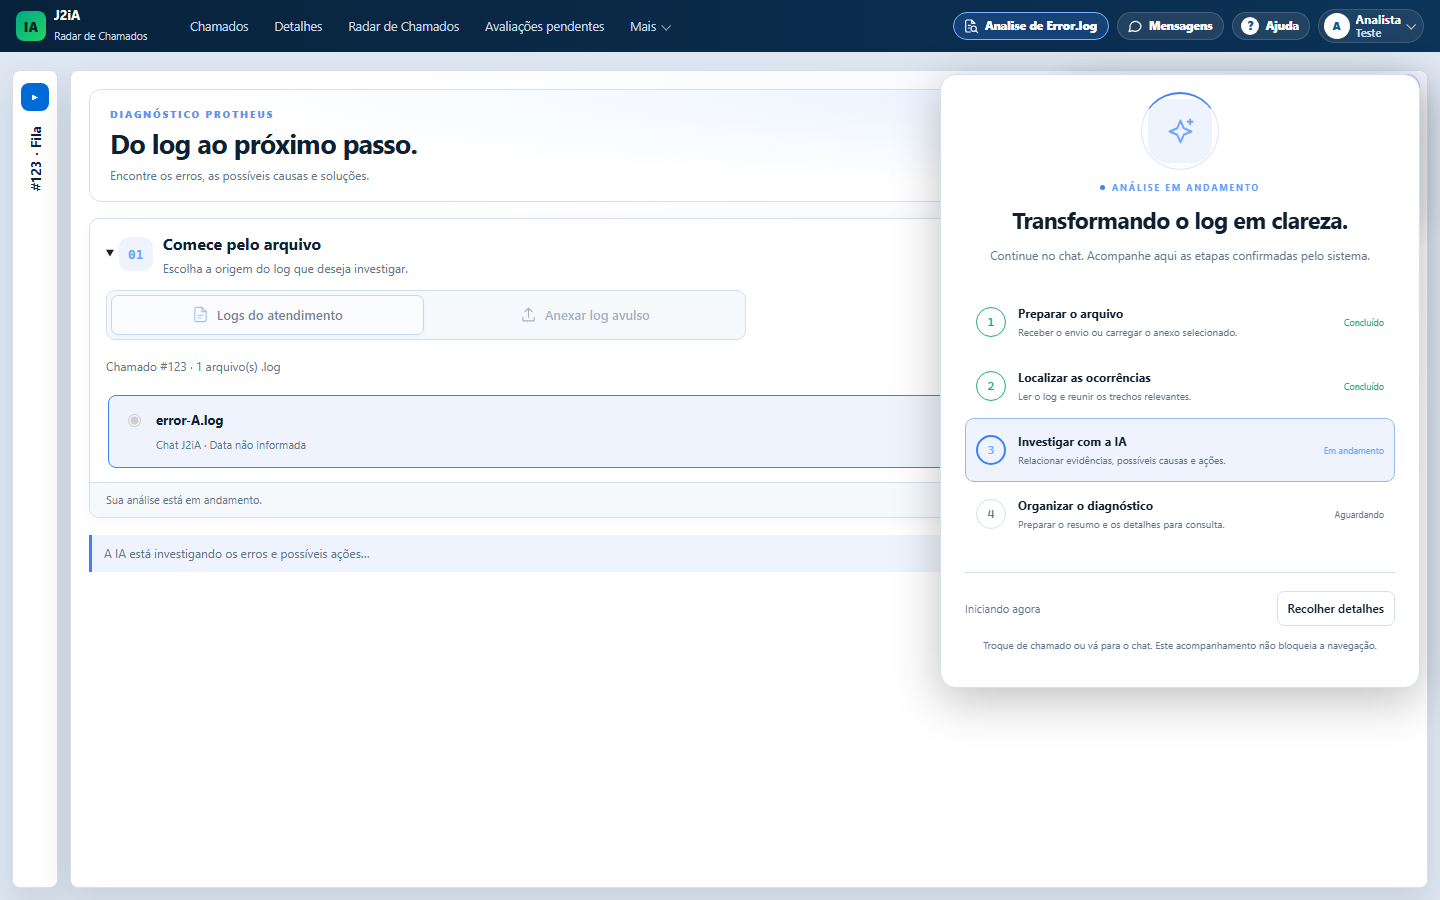 IA
J2iA
Radar de Chamados
Chamados
Detalhes
Radar de Chamados
Avaliações pendentes
Mais
Analise de Error.log
Mensagens
? Ajuda
A
Analista
Teste
#123 · Fila
DIAGNÓSTICO PROTHEUS
Do log ao próximo passo.
Encontre os erros, as possíveis causas e soluções.
01
Comece pelo arquivo
Escolha a origem do log que deseja investigar.
Logs do atendimento
Anexar log avulso
Chamado #123 · 1 arquivo(s) .log
error-A.log
Chat J2iA · Data não informada
Sua análise está em andamento.
A IA está investigando os erros e possíveis ações...
ANÁLISE EM ANDAMENTO
Transformando o log em clareza.
Continue no chat. Acompanhe aqui as etapas confirmadas pelo sistema.
1
Preparar o arquivo
Receber o envio ou carregar o anexo selecionado.
Concluído
2
Localizar as ocorrências
Ler o log e reunir os trechos relevantes.
Concluído
3
Investigar com a IA
Relacionar evidências, possíveis causas e ações.
Em andamento
4
Organizar o diagnóstico
Preparar o resumo e os detalhes para consulta.
Aguardando
Iniciando agora
Recolher detalhes
Troque de chamado ou vá para o chat. Este acompanhamento não bloqueia a navegação.